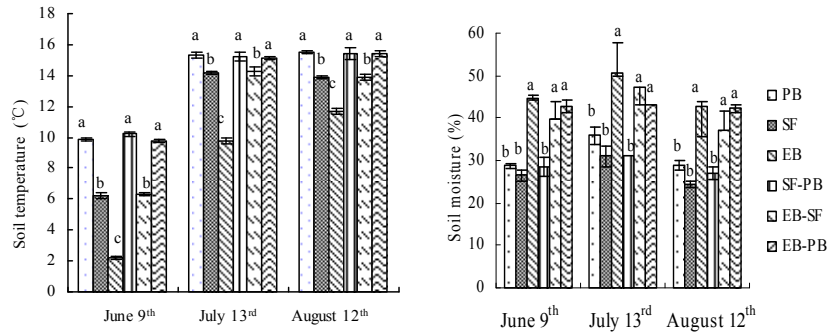 Soil temperature (℃)
18
16
14
12
10
8
6
4
2
0
a b c a b a
a b c a b a
a b c a b a
June 9th
July 13rd
August 12th
Soil moisture (%)
60
50
40
30
20
10
0
b b a b a a
b b a b a a
b b a b a a
June 9th
July 13rd
August 12th
PB
SF
EB
SF-PB
EB-SF
EB-PB